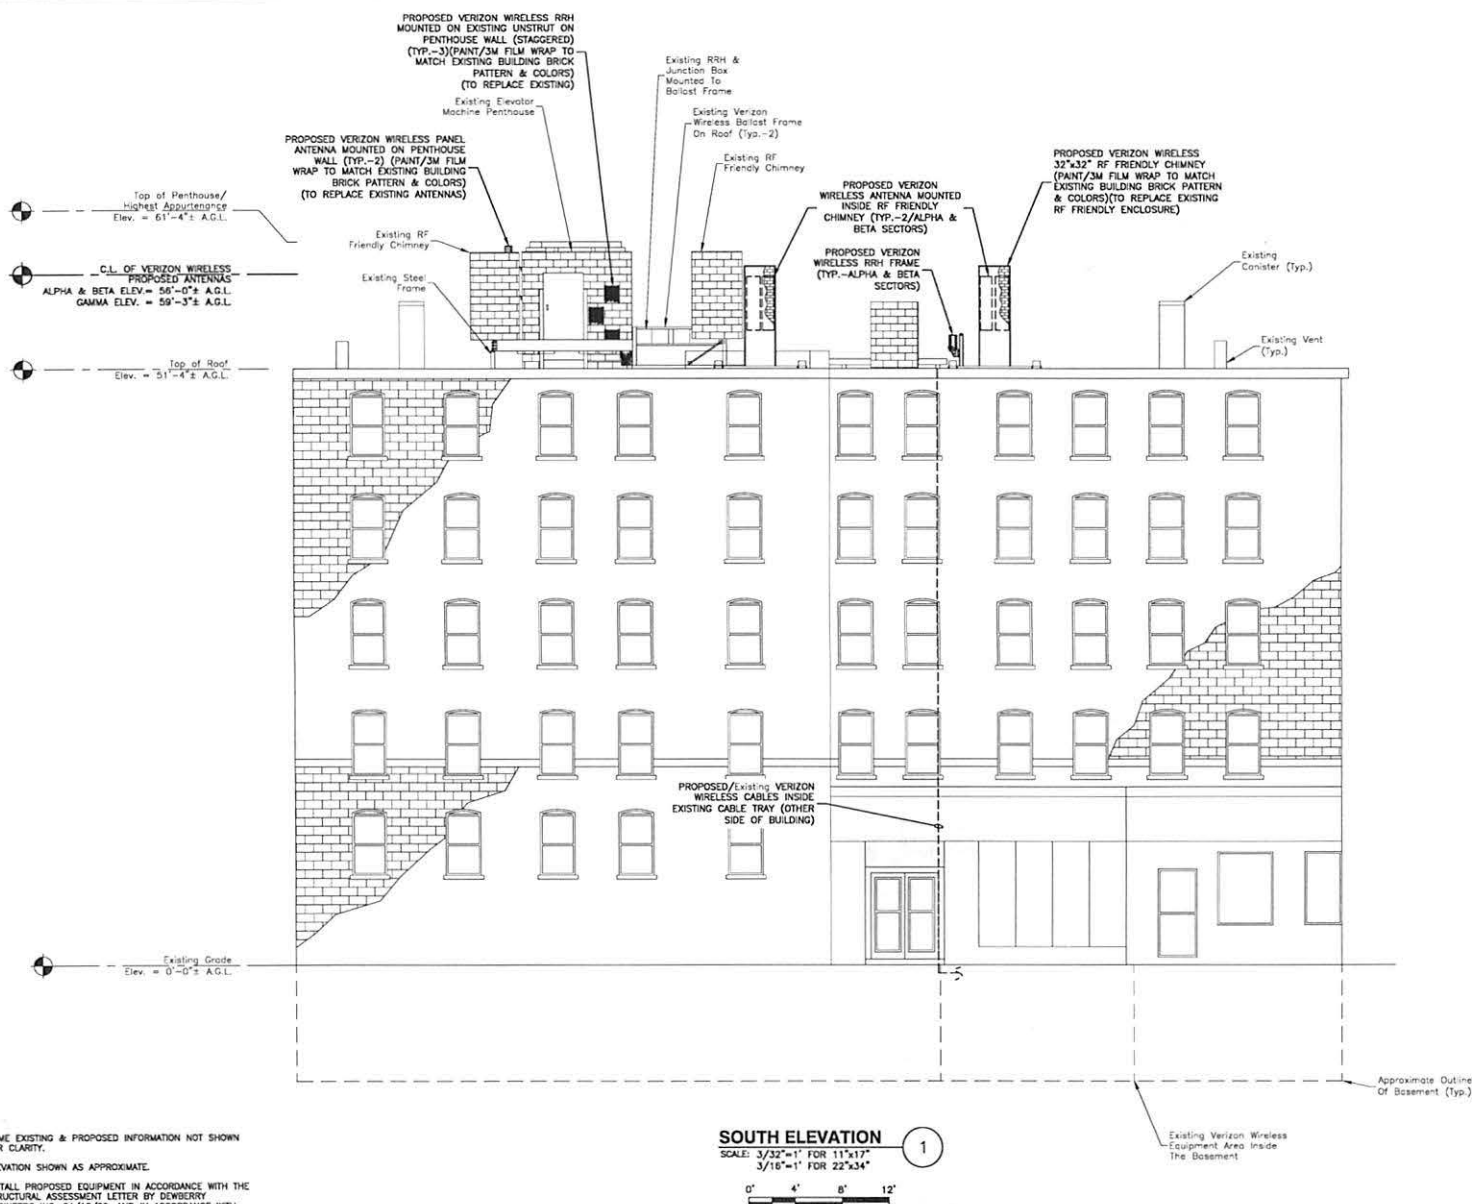 PROPOSED VERIZON WIRELESS RRH
MOUNTED ON EXISTING UNSTRUT ON
PENTHOUSE WALL (STAGGERED)
(TYP.-3)(PAINT/3M FILM WRAP TO
MATCH EXISTING BUILDING BRICK
PATTERN & COLORS)
(TO REPLACE EXISTING)
Existing Elevator
Machine Penthouse
Existing RRH &
Junction Box
Mounted To
Ballast Frame
Existing Verizon
Wireless Ballast Frame
On Roof (Typ.-2)
Existing RF
Friendly Chimney
PROPOSED VERIZON WIRELESS PANEL
ANTENNA MOUNTED ON PENTHOUSE
WALL (TYP.-2) (PAINT/3M FILM
WRAP TO MATCH EXISTING BUILDING
BRICK PATTERN & COLORS)
(TO REPLACE EXISTING ANTENNAS)
PROPOSED VERIZON
WIRELESS ANTENNA MOUNTED
INSIDE RF FRIENDLY
CHIMNEY (TYP.-2/ALPHA &
BETA SECTORS)
PROPOSED VERIZON WIRELESS
32"x32" RF FRIENDLY CHIMNEY
(PAINT/3M FILM WRAP TO MATCH
EXISTING BUILDING BRICK PATTERN
& COLORS)(TO REPLACE EXISTING
RF FRIENDLY ENCLOSURE)
Top of Penthouse/
Highest Appurtenance
Elev. = 61'-4"± A.G.L.
Existing RF
Friendly Chimney
PROPOSED VERIZON
WIRELESS RRH FRAME
(TYP.-ALPHA & BETA
SECTORS)
Existing
Canister (Typ.)
C.L. OF VERIZON WIRELESS
PROPOSED ANTENNAS
ALPHA & BETA ELEV.= 56'-0"± A.G.L.
GAMMA ELEV. = 59'-3"± A.G.L.
Existing Steel
Frame
Existing Vent
(Typ.)
Top of Roof
Elev. = 51'-4"± A.G.L.
PROPOSED/Existing VERIZON
WIRELESS CABLES INSIDE
EXISTING CABLE TRAY (OTHER
SIDE OF BUILDING)
Existing Grade
Elev. = 0'-0"± A.G.L.
Approximate Outline
Of Basement (Typ.)
Existing Verizon Wireless
Equipment Area Inside
The Basement
ME EXISTING & PROPOSED INFORMATION NOT SHOWN
R CLARITY.
VATION SHOWN AS APPROXIMATE.
TALL PROPOSED EQUIPMENT IN ACCORDANCE WITH THE
UCTURAL ASSESSMENT LETTER BY DEWBERRY
SOUTH ELEVATION
1
SCALE: 3/32"=1' FOR 11"x17"
3/16"=1' FOR 22"x34"
0' 4' 8' 12'